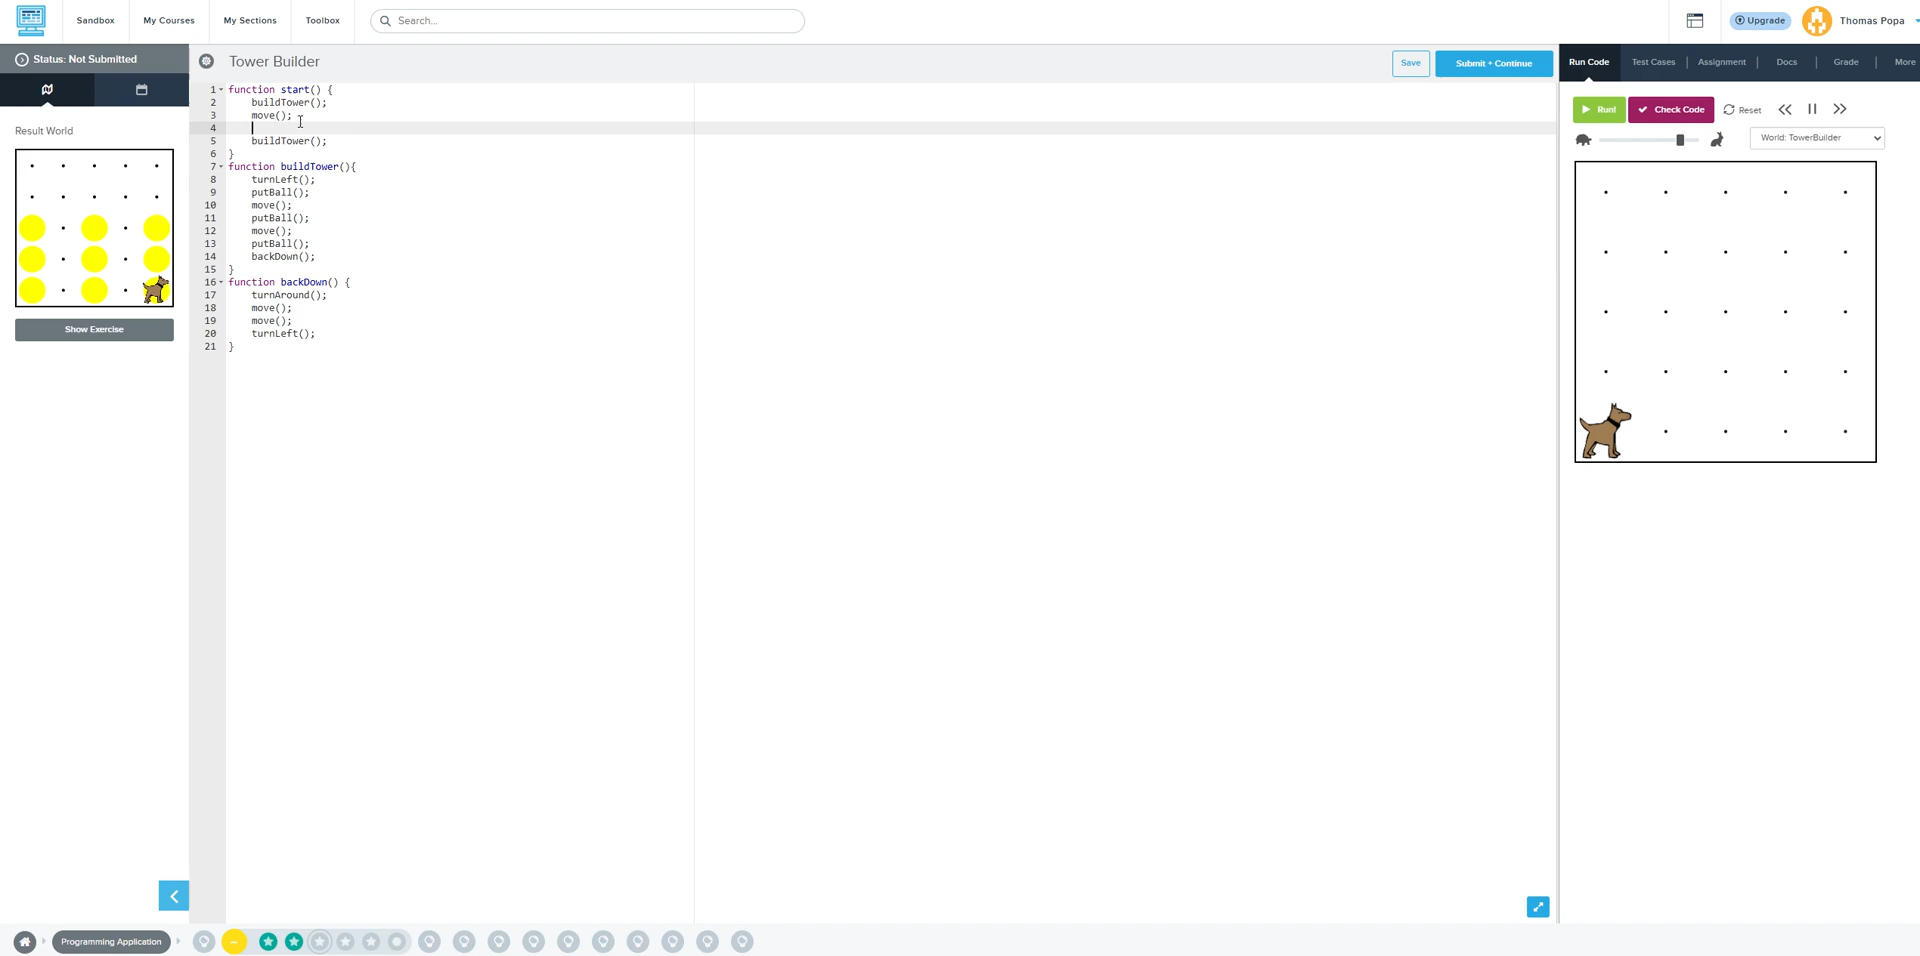 Sandbox
My Courses
My Sections
Toolbox
Search...
Upgrade
Thomas Popa
Status: Not Submitted
Tower Builder
Save
Submit + Continue
Run Code
Test Cases
Assignment
Docs
Grade
More
Result World
Show Exercise
1 function start() {
2 buildTower();
3 move();
4
5 buildTower();
6 }
7 function buildTower(){
8 turnLeft();
9 putBall();
10 move();
11 putBall();
12 move();
13 putBall();
14 backDown();
15 }
16 function backDown() {
17 turnAround();
18 move();
19 move();
20 turnLeft();
21 }
Run!
Check Code
Reset
World: TowerBuilder
Programming Application